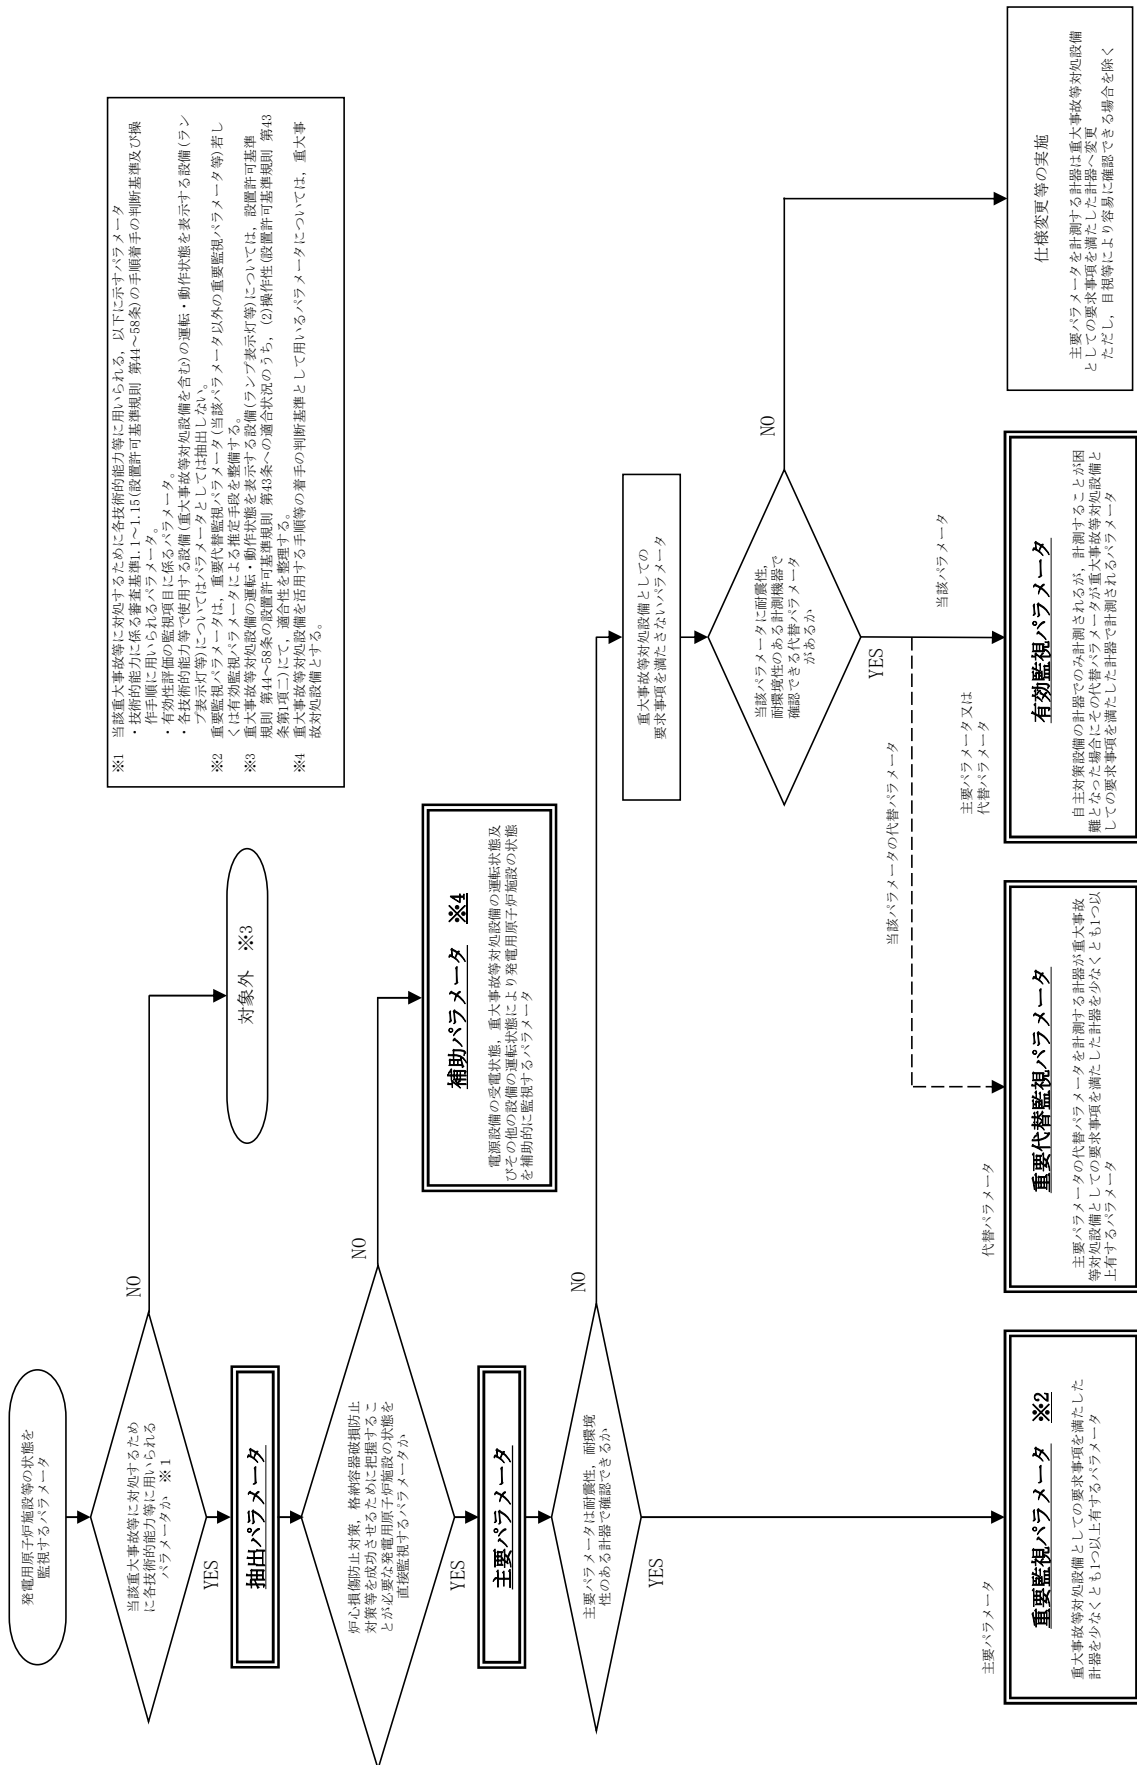 発電用原子炉施設等の状態を
監視するパラメータ
当該重大事故等に対処するため
に各技術的能力等に用いられる
パラメータか ※1
NO
YES
対象外 ※3
抽出パラメータ
炉心損傷防止対策，格納容器破損防止
対策等を成功させるために把握するこ
とが必要な発電用原子炉施設の状態を
直接監視するパラメータか
NO
YES
補助パラメータ ※4
電源設備の受電状態，重大事故等対処設備の運転状態及
びその他の設備の運転状態により発電用原子炉施設の状態
を補助的に監視するパラメータ
主要パラメータ
主要パラメータは耐震性，耐環境
性のある計器で確認できるか
NO
YES
重大事故等対処設備としての
要求事項を満たさないパラメータ
当該パラメータに耐震性，
耐環境性のある計測機器で
確認できる代替パラメータ
があるか
NO
YES
当該パラメータの代替パラメータ
当該パラメータ
主要パラメータ
代替パラメータ
主要パラメータ又は
代替パラメータ
重要監視パラメータ ※2
重大事故等対処設備としての要求事項を満たした
計器を少なくとも1つ以上有するパラメータ
重要代替監視パラメータ
主要パラメータの代替パラメータを計測する計器が重大事故
等対処設備としての要求事項を満たした計器を少なくとも1つ以
上有するパラメータ
有効監視パラメータ
自主対策設備の計器でのみ計測されるが，計測することが困
難となった場合にその代替パラメータが重大事故等対処設備と
しての要求事項を満たした計器で計測されるパラメータ
仕様変更等の実施
主要パラメータを計測する計器は重大事故等対処設備
としての要求事項を満たした計器へ変更
ただし，目視等により容易に確認できる場合を除く
※1 当該重大事故等に対処するために各技術的能力等に用いられる，以下に示すパラメータ
・技術的能力に係る審査基準1.1～1.15(設置許可基準規則 第44～58条)の手順着手の判断基準及び操
作手順に用いられるパラメータ。
・有効性評価の監視項目に係るパラメータ。
・各技術的能力等で使用する設備(重大事故等対処設備を含む)の運転・動作状態を表示する設備(ラン
プ表示灯等)についてはパラメータとしては抽出しない。
※2 重要監視パラメータは，重要代替監視パラメータ(当該パラメータ以外の重要監視パラメータ等)若し
くは有効監視パラメータによる推定手段を整備する。
※3 重大事故等対処設備の運転・動作状態を表示する設備(ランプ表示灯等)については，設置許可基準
規則 第44～58条の設置許可基準規則 第43条への適合状況のうち，(2)操作性(設置許可基準規則 第43
条第1項二)にて，適合性を整理する。
※4 重大事故等対処設備を活用する手順等の着手の判断基準として用いるパラメータについては，重大事
故対処設備とする。